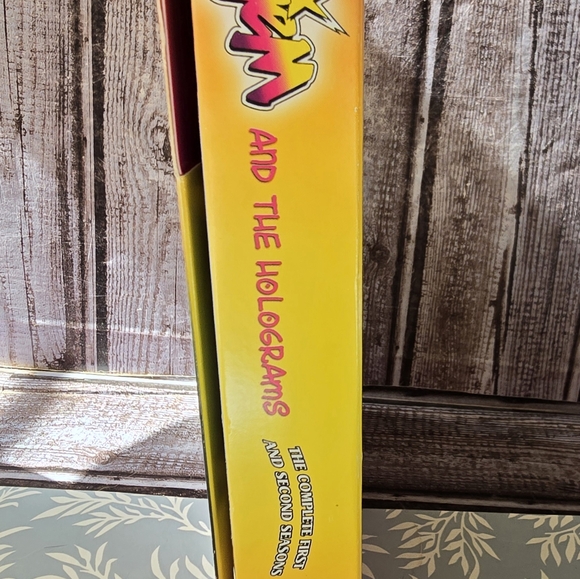 AND THE HOLOGRAMS
THE COMPLETE FIRST
AND SECOND SEASONS